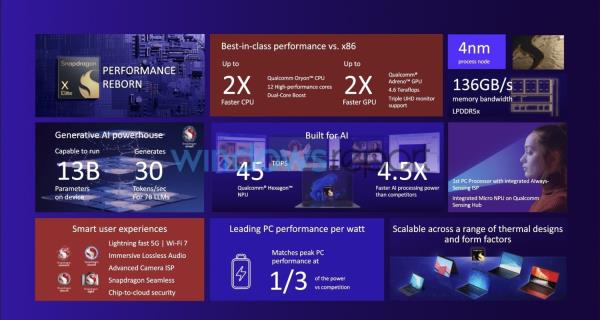 Snapdragon
X
Elite
PERFORMANCE
REBORN
Best-in-class performance vs. x86
Up to
2X
Faster CPU
Qualcomm Oryon™ CPU
12 High-performance cores
Dual-Core Boost
Up to
2X
Faster GPU
Qualcomm®
Adreno™ GPU
4.6 Teraflops
Triple UHD monitor
support
4nm
process node
136GB/s
memory bandwidth
LPDDR5x
Generative AI powerhouse
Capable to run
13B
Parameters
on device
Generates
30
Tokens/sec
For 7B LLMs
Built for AI
45 TOPS
Qualcomm® Hexagon™
NPU
4.5X
Faster AI processing power
than competitors
1st PC Processor with integrated Always-
Sensing ISP
Integrated Micro NPU on Qualcomm
Sensing Hub
windowsreport
Smart user experiences
Lightning fast 5G | Wi-Fi 7
Immersive Lossless Audio
Advanced Camera ISP
Snapdragon Seamless
Chip-to-cloud security
Leading PC performance per watt
Matches peak PC
performance at
1/3
of the power
vs competition
Scalable across a range of thermal designs
and form factors